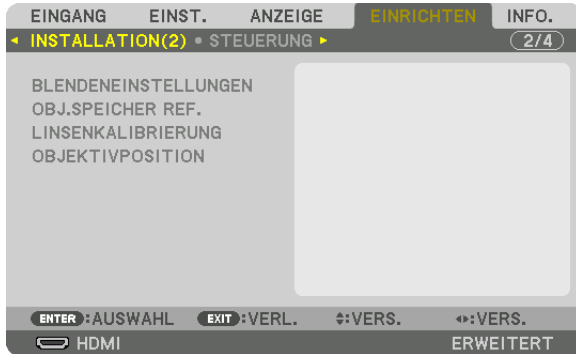 EINGANG EINST. ANZEIGE EINRICHTEN INFO.
◂ INSTALLATION(2) • STEUERUNG ▸ 2/4
BLENDENEINSTELLUNGEN
OBJ.SPEICHER REF.
LINSENKALIBRIERUNG
OBJEKTIVPOSITION
ENTER:AUSWAHL EXIT:VERL. ♦:VERS. ◂▸:VERS.
HDMI ERWEITERT